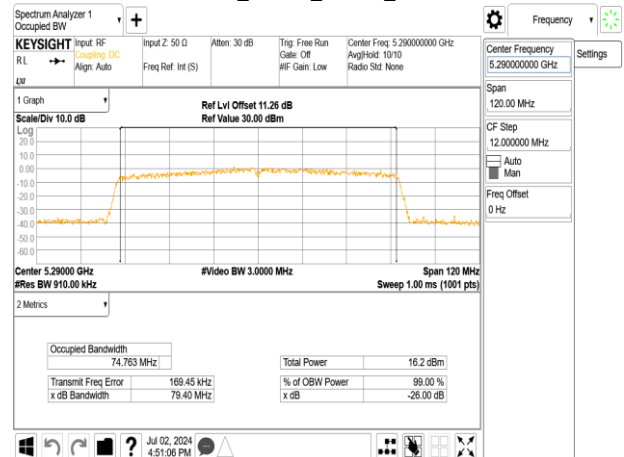 Spectrum Analyzer 1
Occupied BW
Frequency
KEYSIGHT Input: RF Input Z: 50 Ω Atten: 30 dB Trig: Free Run Center Freq: 5.290000000 GHz
Coupling: DC Gate: Off Avg|Hold: 10/10
RL Align: Auto Freq Ref: Int (S) #IF Gain: Low Radio Std: None
LXI
Center Frequency
5.290000000 GHz
Settings
Span
120.00 MHz
CF Step
12.000000 MHz
Auto
Man
Freq Offset
0 Hz
1 Graph
Ref Lvl Offset 11.26 dB
Scale/Div 10.0 dB Ref Value 30.00 dBm
Log
20.0
10.0
0.00
-10.0
-20.0
-30.0
-40.0
-50.0
-60.0
Center 5.29000 GHz #Video BW 3.0000 MHz Span 120 MHz
#Res BW 910.00 kHz Sweep 1.00 ms (1001 pts)
2 Metrics
Occupied Bandwidth
74.763 MHz Total Power 16.2 dBm
Transmit Freq Error 169.45 kHz % of OBW Power 99.00 %
x dB Bandwidth 79.40 MHz x dB -26.00 dB
? Jul 02, 2024
4:51:06 PM